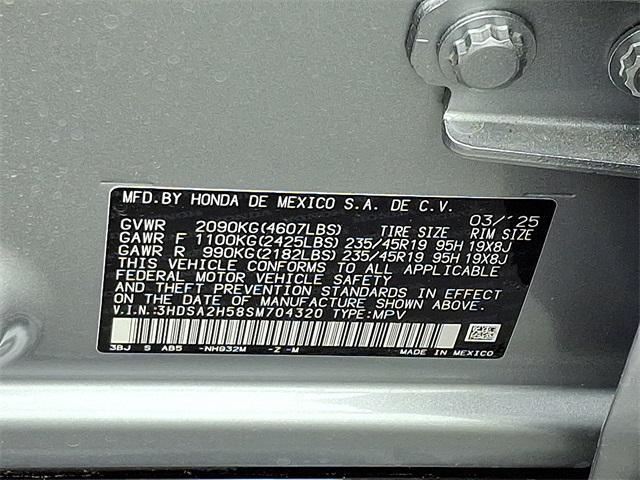 MFD.BY HONDA DE MEXICO S.A. DE C.V. 03/'25
GVWR 2090KG(4607LBS) TIRE SIZE RIM SIZE
GAWR F 1100KG(2425LBS) 235/45R19 95H 19X8J
GAWR R 990KG(2182LBS) 235/45R19 95H 19X8J
THIS VEHICLE CONFORMS TO ALL APPLICABLE
FEDERAL MOTOR VEHICLE SAFETY
AND THEFT PREVENTION STANDARDS IN EFFECT
ON THE DATE OF MANUFACTURE SHOWN ABOVE.
V.I.N.:3HDSA2H58SM704320 TYPE:MPV
3BJ S AB5 -NH932M -Z -M MADE IN MEXICO